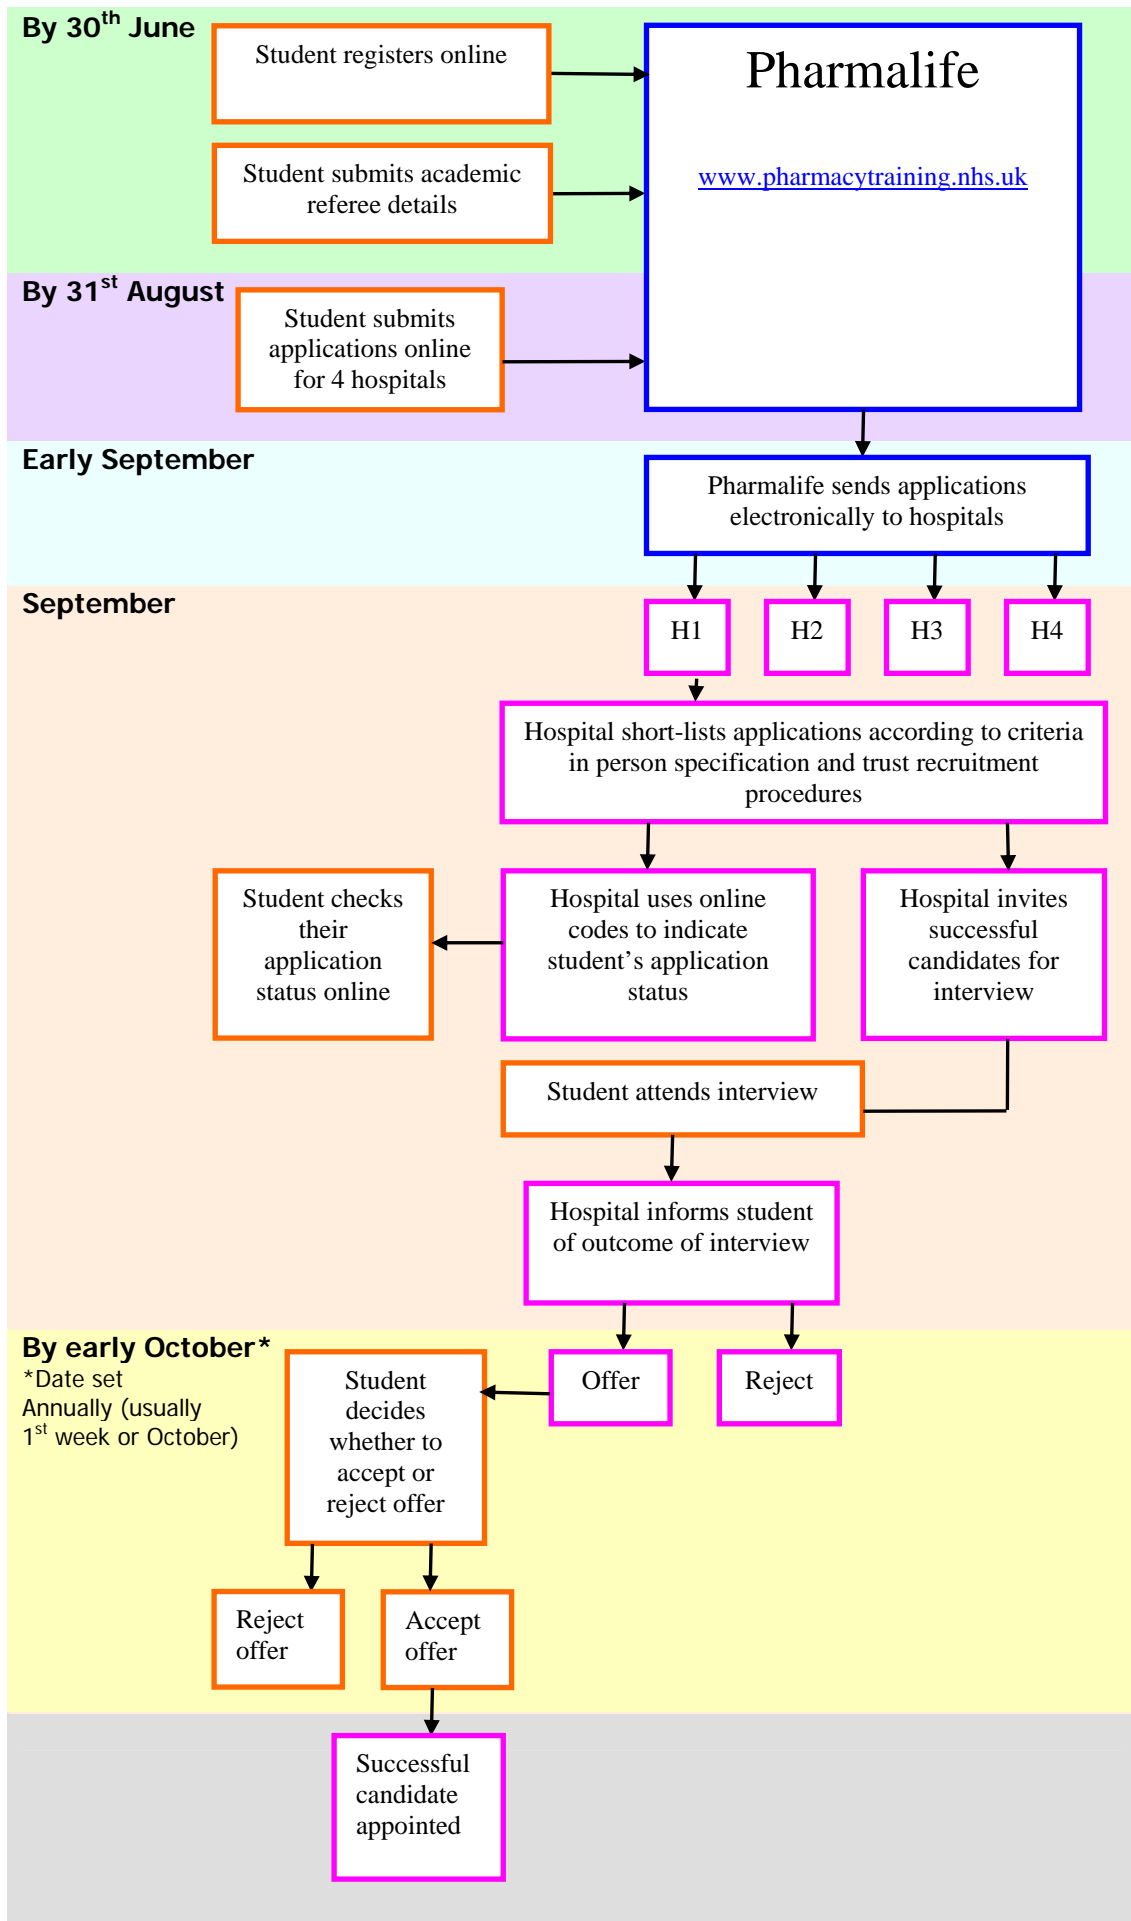 By 30th June
Student registers online
Pharmalife
www.pharmacytraining.nhs.uk
Student submits academic
referee details
By 31st August
Student submits
applications online
for 4 hospitals
Early September
Pharmalife sends applications
electronically to hospitals
September
H1
H2
H3
H4
Hospital short-lists applications according to criteria
in person specification and trust recruitment
procedures
Student checks
their
application
status online
Hospital uses online
codes to indicate
student’s application
status
Hospital invites
successful
candidates for
interview
Student attends interview
Hospital informs student
of outcome of interview
By early October*
*Date set
Annually (usually
1st week or October)
Student
decides
whether to
accept or
reject offer
Offer
Reject
Reject
offer
Accept
offer
Successful
candidate
appointed